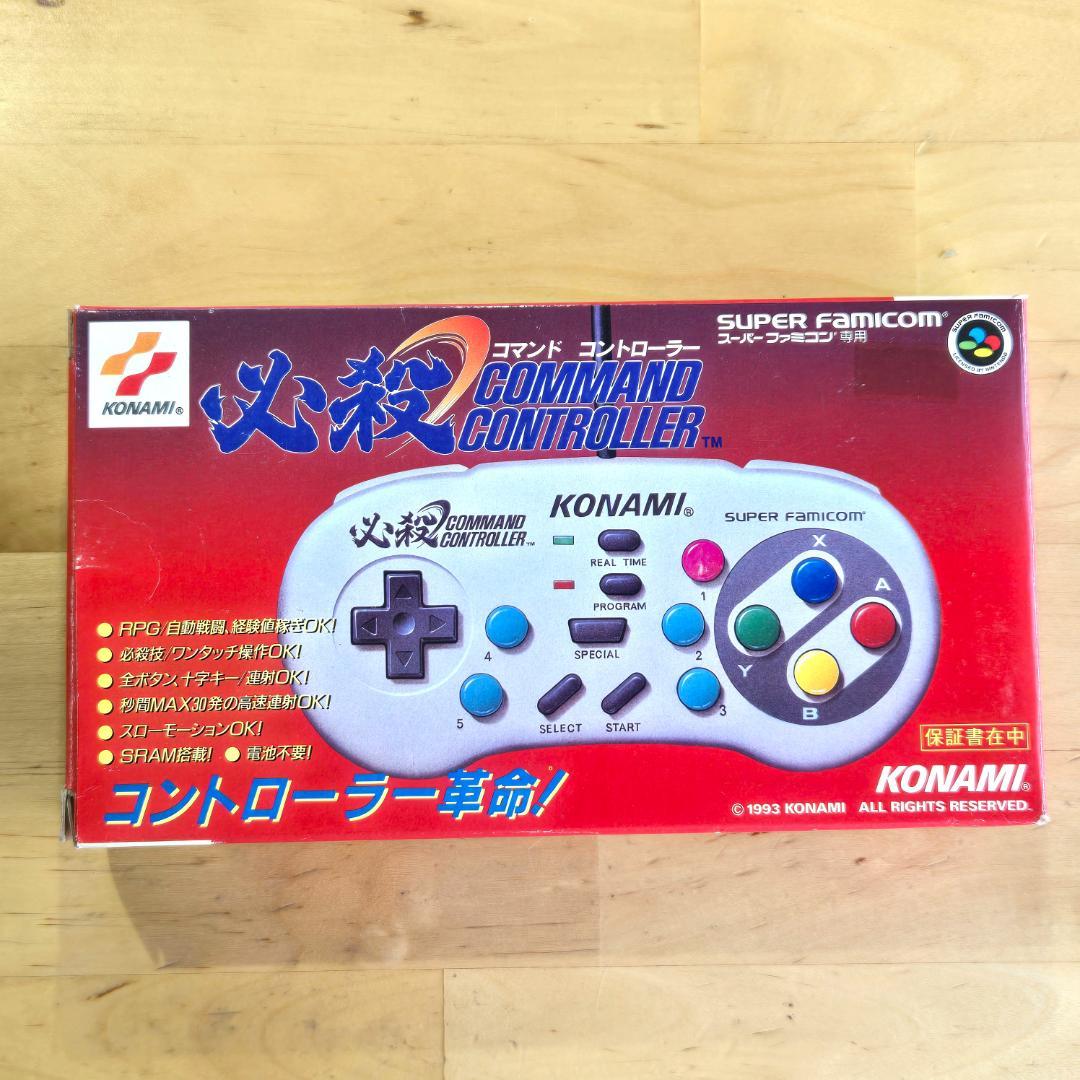 KONAMI®
必殺
コマンド コントローラー
COMMAND
CONTROLLER™
SUPER FAMICOM®
スーパーファミコン®専用
SUPER FAMICOM
LICENSED BY NINTENDO
必殺 COMMAND
CONTROLLER™
KONAMI®
SUPER FAMICOM®
REAL TIME
PROGRAM
SPECIAL
SELECT
START
1
2
3
4
5
X
A
Y
B
RPG/自動戦闘、経験値稼ぎOK!
必殺技/ワンタッチ操作OK!
全ボタン、十字キー/連射OK!
秒間MAX30発の高速連射OK!
スローモーションOK!
SRAM搭載! 電池不要!
コントローラー革命!
保証書在中
KONAMI®
© 1993 KONAMI ALL RIGHTS RESERVED.